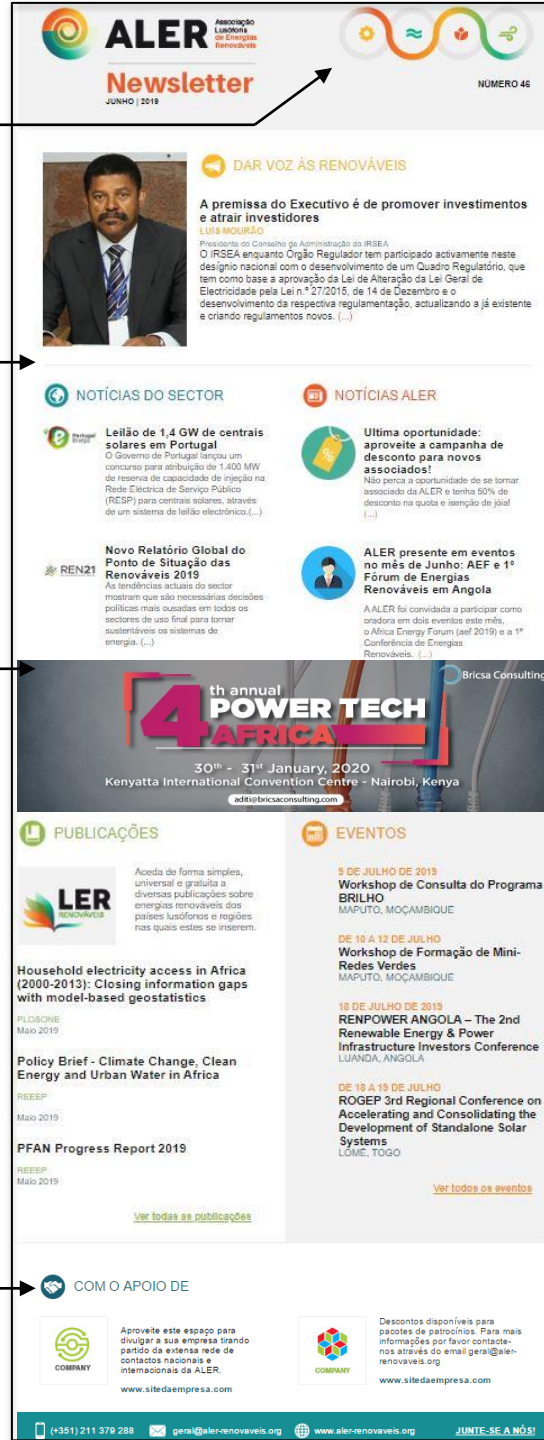 ALER
Associação
Lusófona
de Energias
Renováveis
Newsletter
JUNHO | 2019
NÚMERO 46
DAR VOZ ÀS RENOVÁVEIS
A premissa do Executivo é de promover investimentos
e atrair investidores
LUÍS MOURÃO
Presidente do Conselho de Administração do IRSEA
O IRSEA enquanto Órgão Regulador tem participado activamente neste
desígnio nacional com o desenvolvimento de um Quadro Regulatório, que
tem como base a aprovação da Lei de Alteração da Lei Geral de
Electricidade pela Lei n.º 27/2015, de 14 de Dezembro e o
desenvolvimento da respectiva regulamentação, actualizando a já existente
e criando regulamentos novos. (...)
NOTÍCIAS DO SECTOR
Portugal
Energia
Leilão de 1,4 GW de centrais
solares em Portugal
O Governo de Portugal lançou um
concurso para atribuição de 1.400 MW
de reserva de capacidade de injeção na
Rede Eléctrica de Serviço Público
(RESP) para centrais solares, através
de um sistema de leilão electrónico.(...)
REN21
Novo Relatório Global do
Ponto de Situação das
Renováveis 2019
As tendências actuais do sector
mostram que são necessárias decisões
políticas mais ousadas em todos os
sectores de uso final para tornar
sustentáveis os sistemas de
energia. (...)
NOTÍCIAS ALER
%
Ultima oportunidade:
aproveite a campanha de
desconto para novos
associados!
Não perca a oportunidade de se tornar
associado da ALER e tenha 50% de
desconto na quota e isenção de jóia!
(...)
ALER presente em eventos
no mês de Junho: AEF e 1º
Fórum de Energias
Renováveis em Angola
A ALER foi convidada a participar como
oradora em dois eventos este mês,
o Africa Energy Forum (aef 2019) e a 1ª
Conferência de Energias
Renováveis. (...)
Bricsa Consulting
4th annual
POWER TECH
AFRICA
30th - 31st January, 2020
Kenyatta International Convention Centre - Nairobi, Kenya
aditi@bricsaconsulting.com
PUBLICAÇÕES
LER
RENOVÁVEIS
Aceda de forma simples,
universal e gratuita a
diversas publicações sobre
energias renováveis dos
países lusófonos e regiões
nas quais estes se inserem.
Household electricity access in Africa
(2000-2013): Closing information gaps
with model-based geostatistics
PLOSONE
Maio 2019
Policy Brief - Climate Change, Clean
Energy and Urban Water in Africa
REEEP
Maio 2019
PFAN Progress Report 2019
REEEP
Maio 2019
Ver todas as publicações
EVENTOS
9 DE JULHO DE 2019
Workshop de Consulta do Programa
BRILHO
MAPUTO, MOÇAMBIQUE
DE 10 A 12 DE JULHO
Workshop de Formação de Mini-
Redes Verdes
MAPUTO, MOÇAMBIQUE
18 DE JULHO DE 2019
RENPOWER ANGOLA – The 2nd
Renewable Energy & Power
Infrastructure Investors Conference
LUANDA, ANGOLA
DE 18 A 19 DE JULHO
ROGEP 3rd Regional Conference on
Accelerating and Consolidating the
Development of Standalone Solar
Systems
LOMÉ, TOGO
Ver todos os eventos
COM O APOIO DE
COMPANY
Aproveite este espaço para
divulgar a sua empresa tirando
partido da extensa rede de
contactos nacionais e
internacionais da ALER.
www.sitedaempresa.com
COMPANY
Descontos disponíveis para
pacotes de patrocínios. Para mais
informações por favor contacte-
nos através do email geral@aler-
renovaveis.org
www.sitedaempresa.com
(+351) 211 379 288
geral@aler-renovaveis.org
www.aler-renovaveis.org
JUNTE-SE A NÓS!